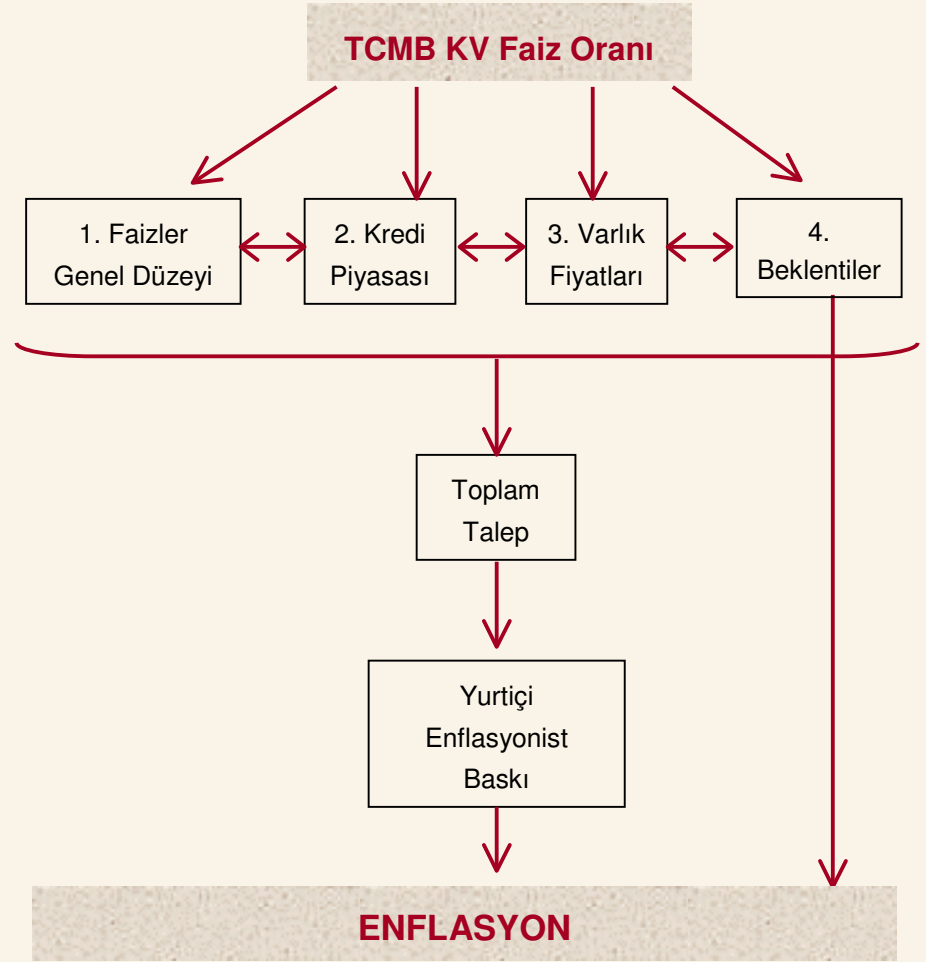 TCMB KV Faiz Oranı
1. Faizler
Genel Düzeyi
2. Kredi
Piyasası
3. Varlık
Fiyatları
4.
Beklentiler
Toplam
Talep
Yurtiçi
Enflasyonist
Baskı
ENFLASYON